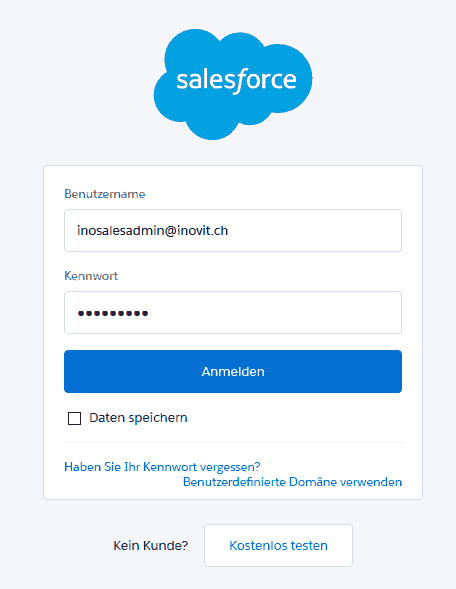 salesforce
Benutzername
inosalesadmin@inovit.ch
Kennwort
•••••••••
Anmelden
Daten speichern
Haben Sie Ihr Kennwort vergessen?
Benutzerdefinierte Domäne verwenden
Kein Kunde? Kostenlos testen